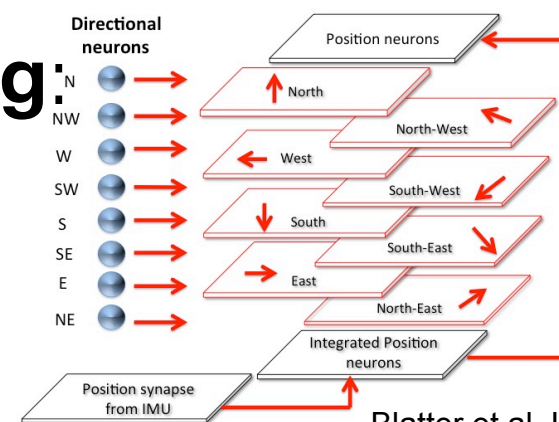 Directional
neurons
g:
N
NW
W
SW
S
SE
E
NE
Position neurons
North
North-West
West
South-West
South
South-East
East
North-East
Integrated Position
neurons
Position synapse
from IMU
Blatter et al